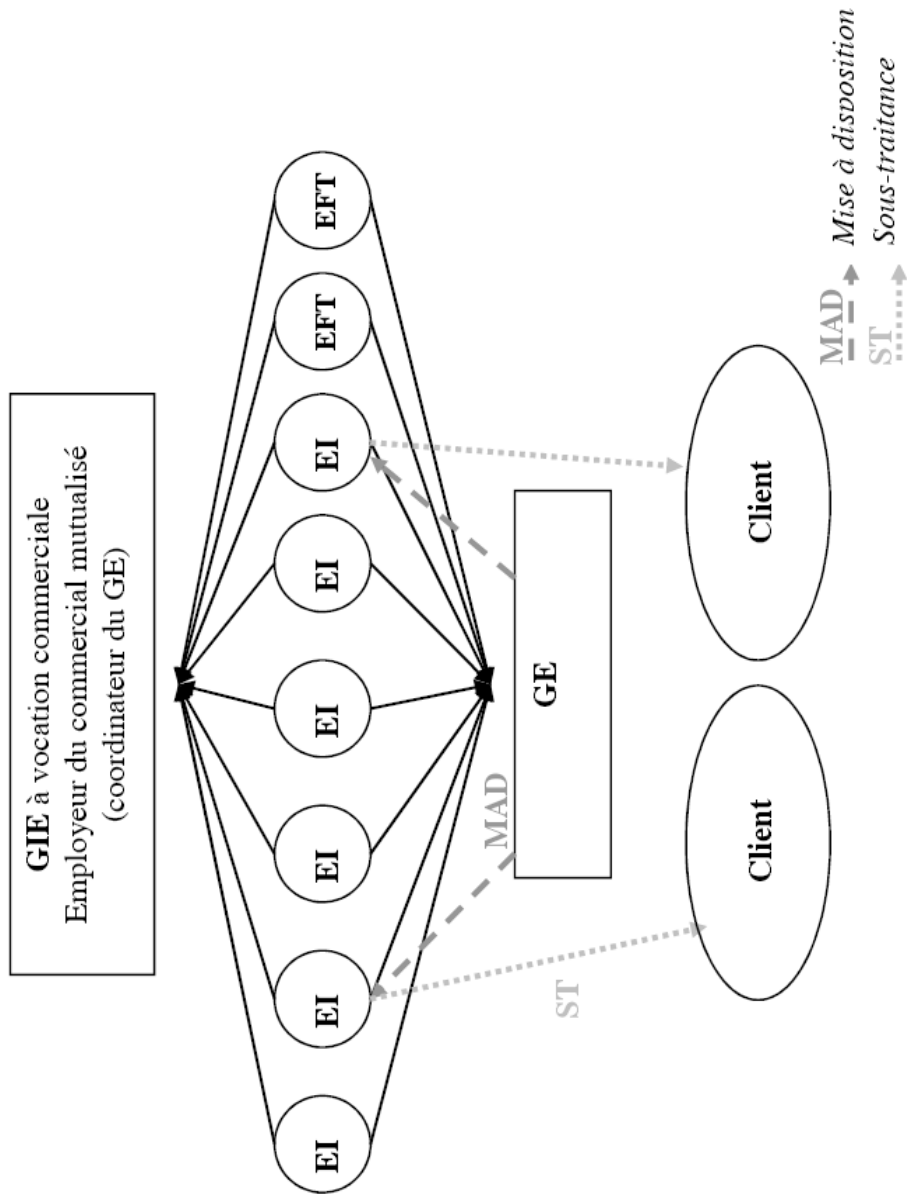 GIE à vocation commerciale
Employeur du commercial mutualisé
(coordinateur du GE)
EI
EI
EI
EI
EI
EI
EFT
EFT
MAD
GE
ST
Client
Client
MAD Mise à disposition
ST Sous-traitance